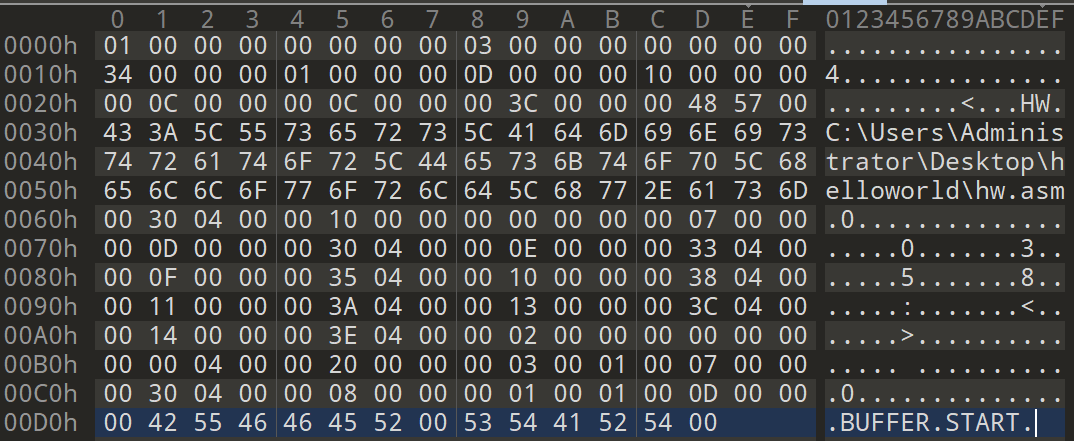 0 1 2 3 4 5 6 7 8 9 A B C D E F 0123456789ABCDEF
0000h 01 00 00 00 00 00 00 00 03 00 00 00 00 00 00 00 ................
0010h 34 00 00 00 01 00 00 00 0D 00 00 00 10 00 00 00 4...............
0020h 00 0C 00 00 00 0C 00 00 00 3C 00 00 00 48 57 00 .........<...HW.
0030h 43 3A 5C 55 73 65 72 73 5C 41 64 6D 69 6E 69 73 C:\Users\Adminis
0040h 74 72 61 74 6F 72 5C 44 65 73 6B 74 6F 70 5C 68 trator\Desktop\h
0050h 65 6C 6C 6F 77 6F 72 6C 64 5C 68 77 2E 61 73 6D elloworld\hw.asm
0060h 00 30 04 00 00 10 00 00 00 00 00 00 00 07 00 00 .0..............
0070h 00 0D 00 00 00 30 04 00 00 0E 00 00 00 33 04 00 .....0.......3..
0080h 00 0F 00 00 00 35 04 00 00 10 00 00 00 38 04 00 .....5.......8..
0090h 00 11 00 00 00 3A 04 00 00 13 00 00 00 3C 04 00 .....:.......<..
00A0h 00 14 00 00 00 3E 04 00 00 02 00 00 00 00 00 00 .....>..........
00B0h 00 00 04 00 00 20 00 00 00 03 00 01 00 07 00 00 ..... ..........
00C0h 00 30 04 00 00 08 00 00 00 01 00 01 00 0D 00 00 .0..............
00D0h 00 42 55 46 46 45 52 00 53 54 41 52 54 00 .BUFFER.START.